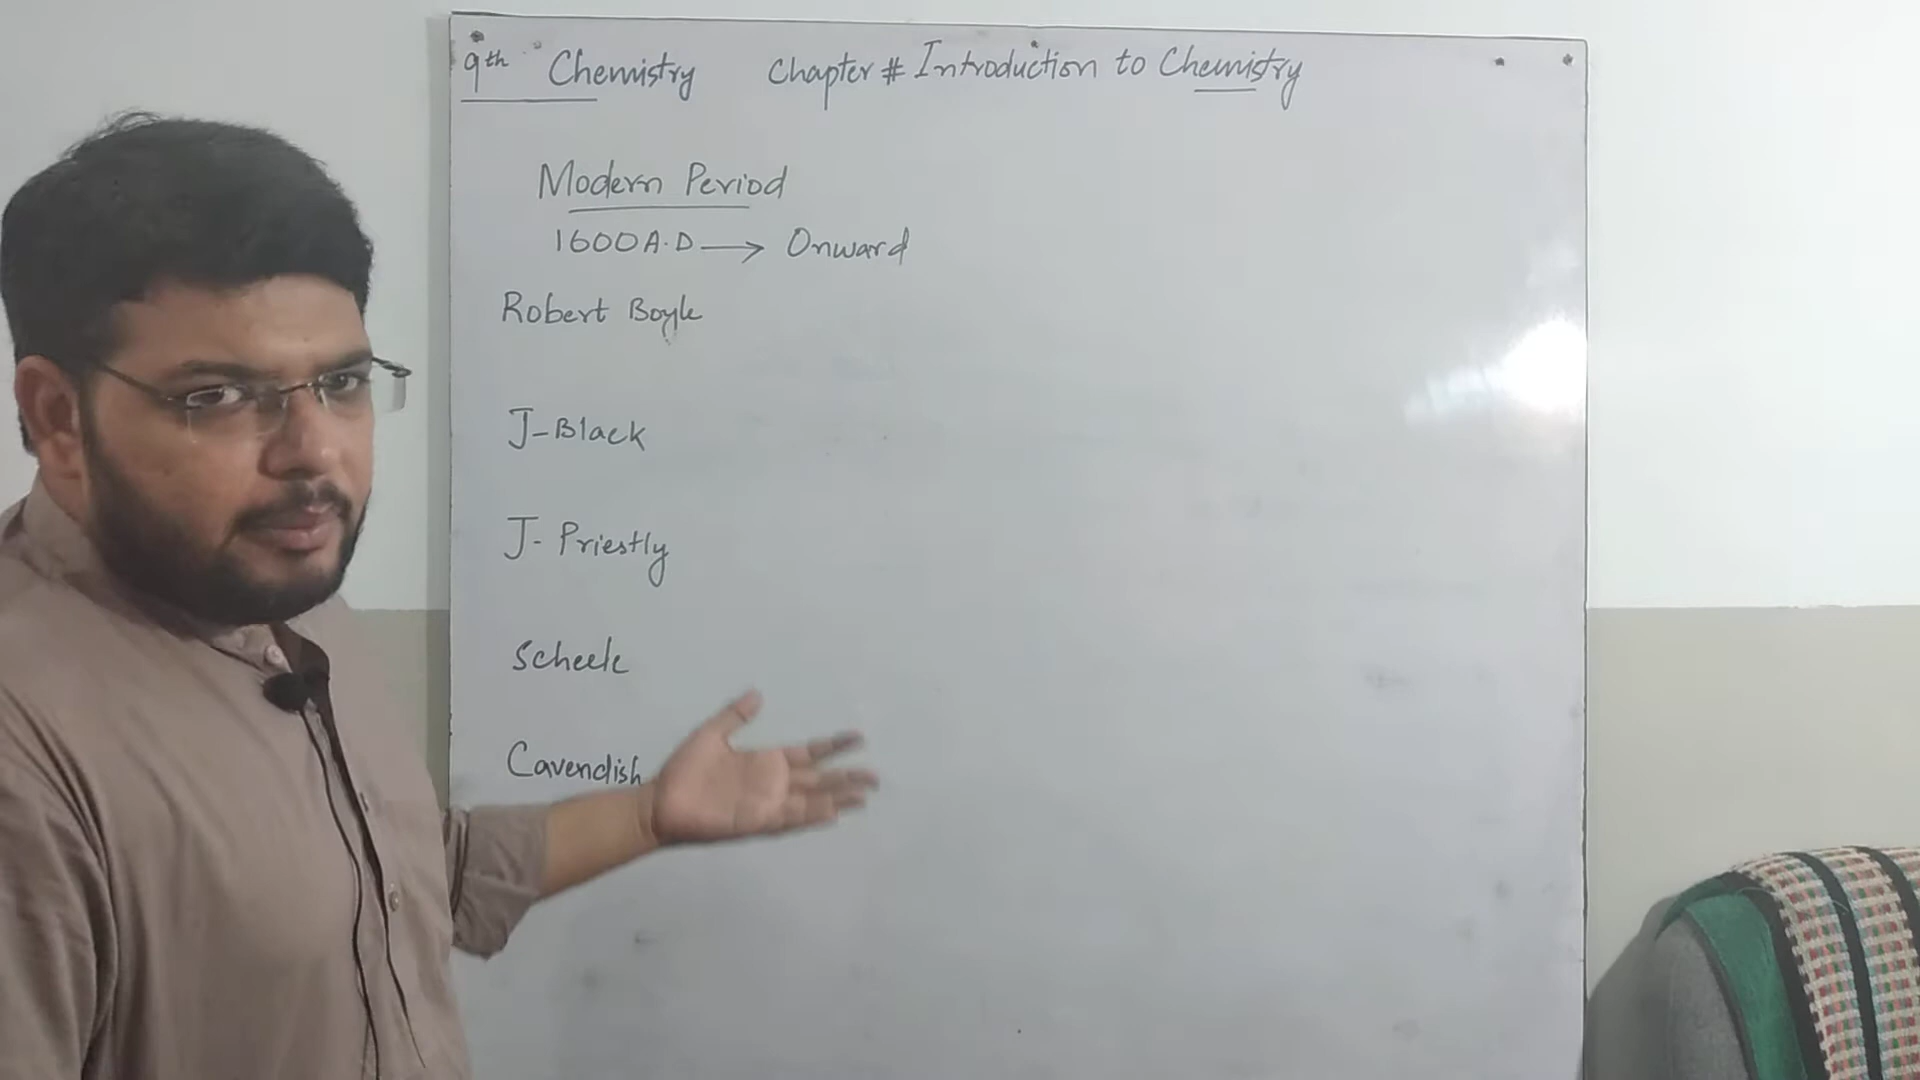 9th Chemistry Chapter # Introduction to Chemistry
Modern Period
1600 A.D → Onward
Robert Boyle
J-Black
J- Priestly
Scheele
Cavendish